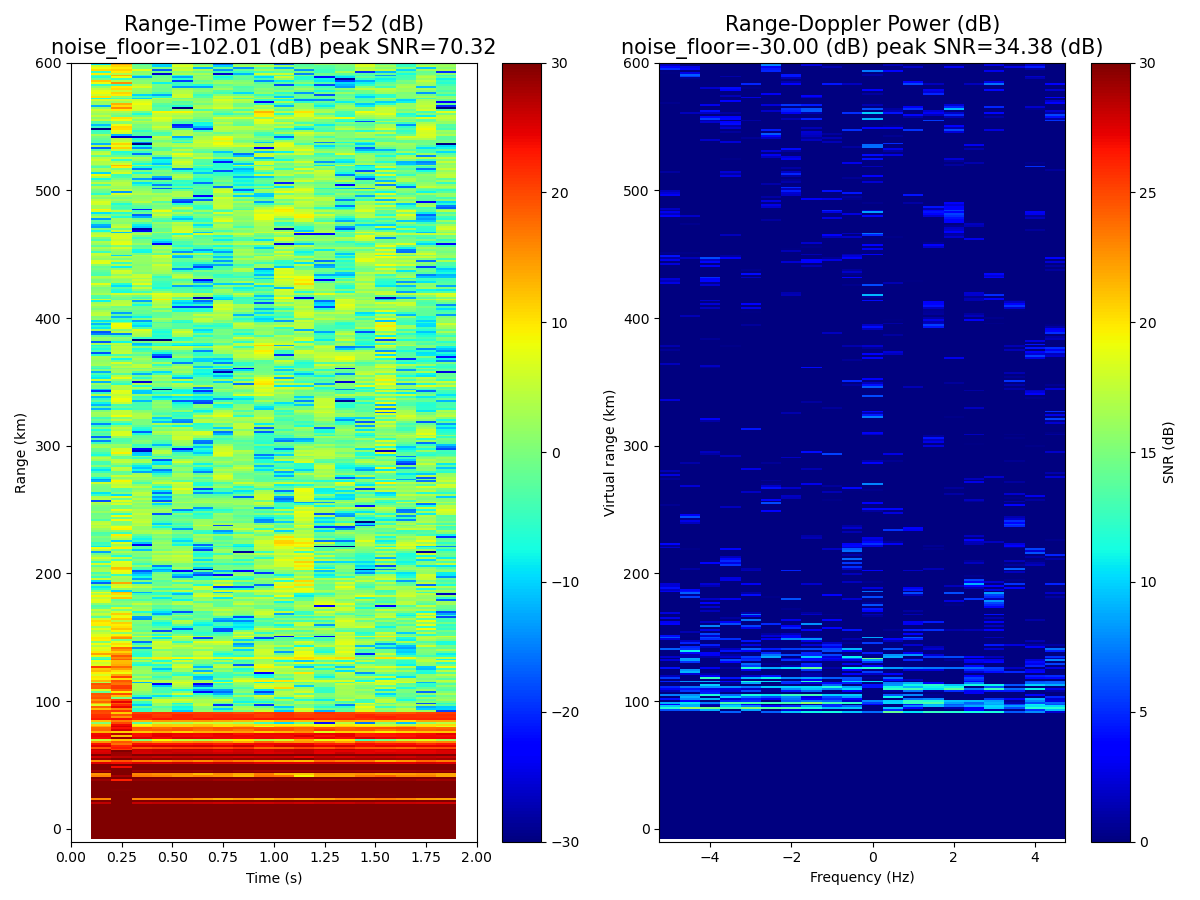 Range-Time Power f=52 (dB)
noise_floor=-102.01 (dB) peak SNR=70.32
Range (km)
600
500
400
300
200
100
0
0.00 0.25 0.50 0.75 1.00 1.25 1.50 1.75 2.00
Time (s)
30
20
10
0
−10
−20
−30
Range-Doppler Power (dB)
noise_floor=-30.00 (dB) peak SNR=34.38 (dB)
Virtual range (km)
600
500
400
300
200
100
0
−4 −2 0 2 4
Frequency (Hz)
30
25
20
15
10
5
0
SNR (dB)